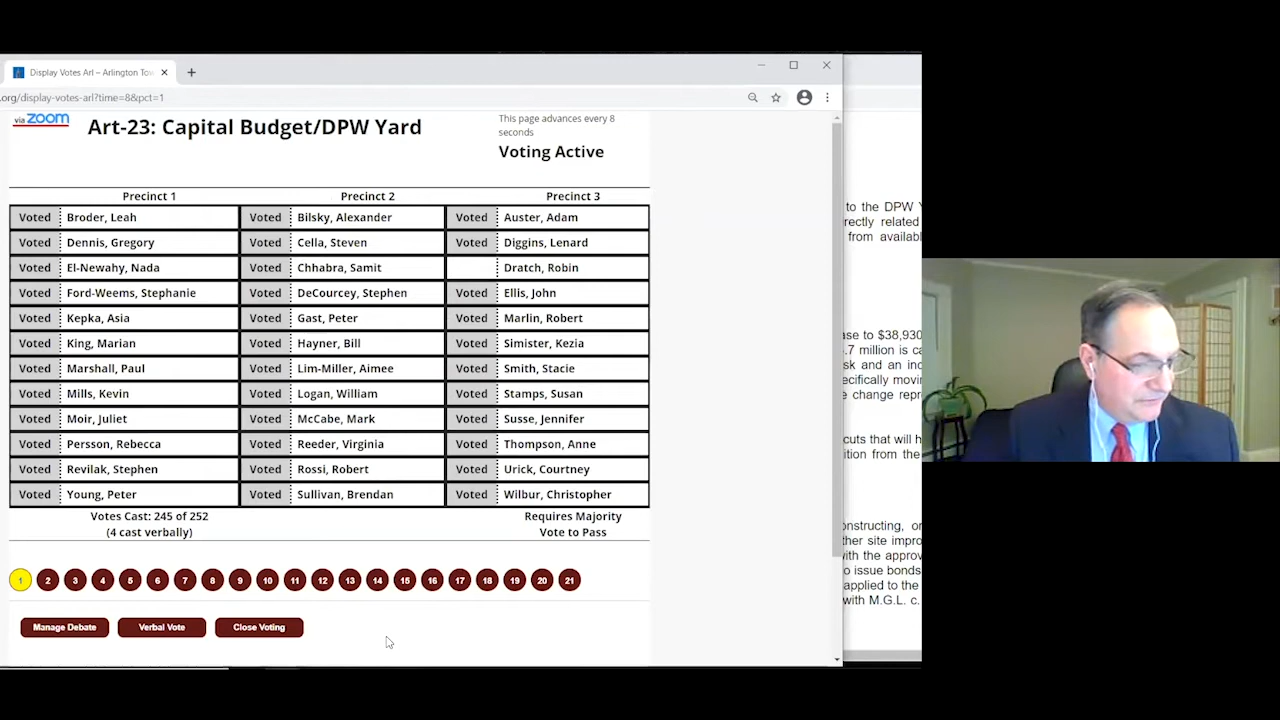 Display Votes Arl – Arlington Tow
.org/display-votes-arl?time=8&pct=1
via zoom
Art-23: Capital Budget/DPW Yard
This page advances every 8
seconds
Voting Active
Precinct 1 Precinct 2 Precinct 3
Voted Broder, Leah Voted Bilsky, Alexander Voted Auster, Adam
Voted Dennis, Gregory Voted Cella, Steven Voted Diggins, Lenard
Voted El-Newahy, Nada Voted Chhabra, Samit Dratch, Robin
Voted Ford-Weems, Stephanie Voted DeCourcey, Stephen Voted Ellis, John
Voted Kepka, Asia Voted Gast, Peter Voted Marlin, Robert
Voted King, Marian Voted Hayner, Bill Voted Simister, Kezia
Voted Marshall, Paul Voted Lim-Miller, Aimee Voted Smith, Stacie
Voted Mills, Kevin Voted Logan, William Voted Stamps, Susan
Voted Moir, Juliet Voted McCabe, Mark Voted Susse, Jennifer
Voted Persson, Rebecca Voted Reeder, Virginia Voted Thompson, Anne
Voted Revilak, Stephen Voted Rossi, Robert Voted Urick, Courtney
Voted Young, Peter Voted Sullivan, Brendan Voted Wilbur, Christopher
Votes Cast: 245 of 252 Requires Majority
(4 cast verbally) Vote to Pass
1 2 3 4 5 6 7 8 9 10 11 12 13 14 15 16 17 18 19 20 21
Manage Debate Verbal Vote Close Voting
to the DPW Y
rectly related
from availabl
ase to $38,930
.7 million is ca
sk and an inc
ecifically movin
e change repr
cuts that will h
ition from the
onstructing, or
ther site impro
with the approv
o issue bonds
applied to the
with M.G.L. c.